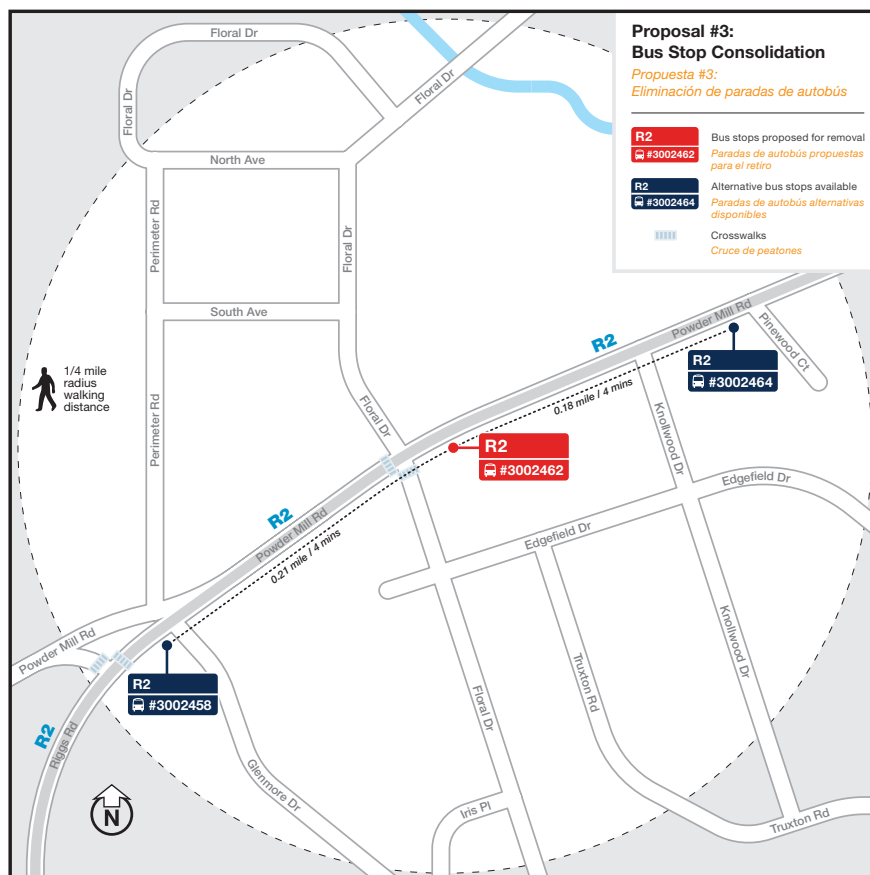 Proposal #3:
Bus Stop Consolidation
Propuesta #3:
Eliminación de paradas de autobús
R2
#3002462
Bus stops proposed for removal
Paradas de autobús propuestas
para el retiro
R2
#3002464
Alternative bus stops available
Paradas de autobús alternativas
disponibles
Crosswalks
Cruce de peatones
Floral Dr
Floral Dr
Floral Dr
North Ave
Perimeter Rd
Floral Dr
South Ave
Powder Mill Rd
Pinewood Ct
R2
R2
#3002464
1/4 mile
radius
walking
distance
0.18 mile / 4 mins
Perimeter Rd
Floral Dr
Knollwood Dr
R2
#3002462
Edgefield Dr
R2
Powder Mill Rd
Edgefield Dr
0.21 mile / 4 mins
Powder Mill Rd
Knollwood Dr
R2
#3002458
Truxton Rd
Floral Dr
R2
Riggs Rd
Glenmore Dr
Iris Pl
Truxton Rd
N